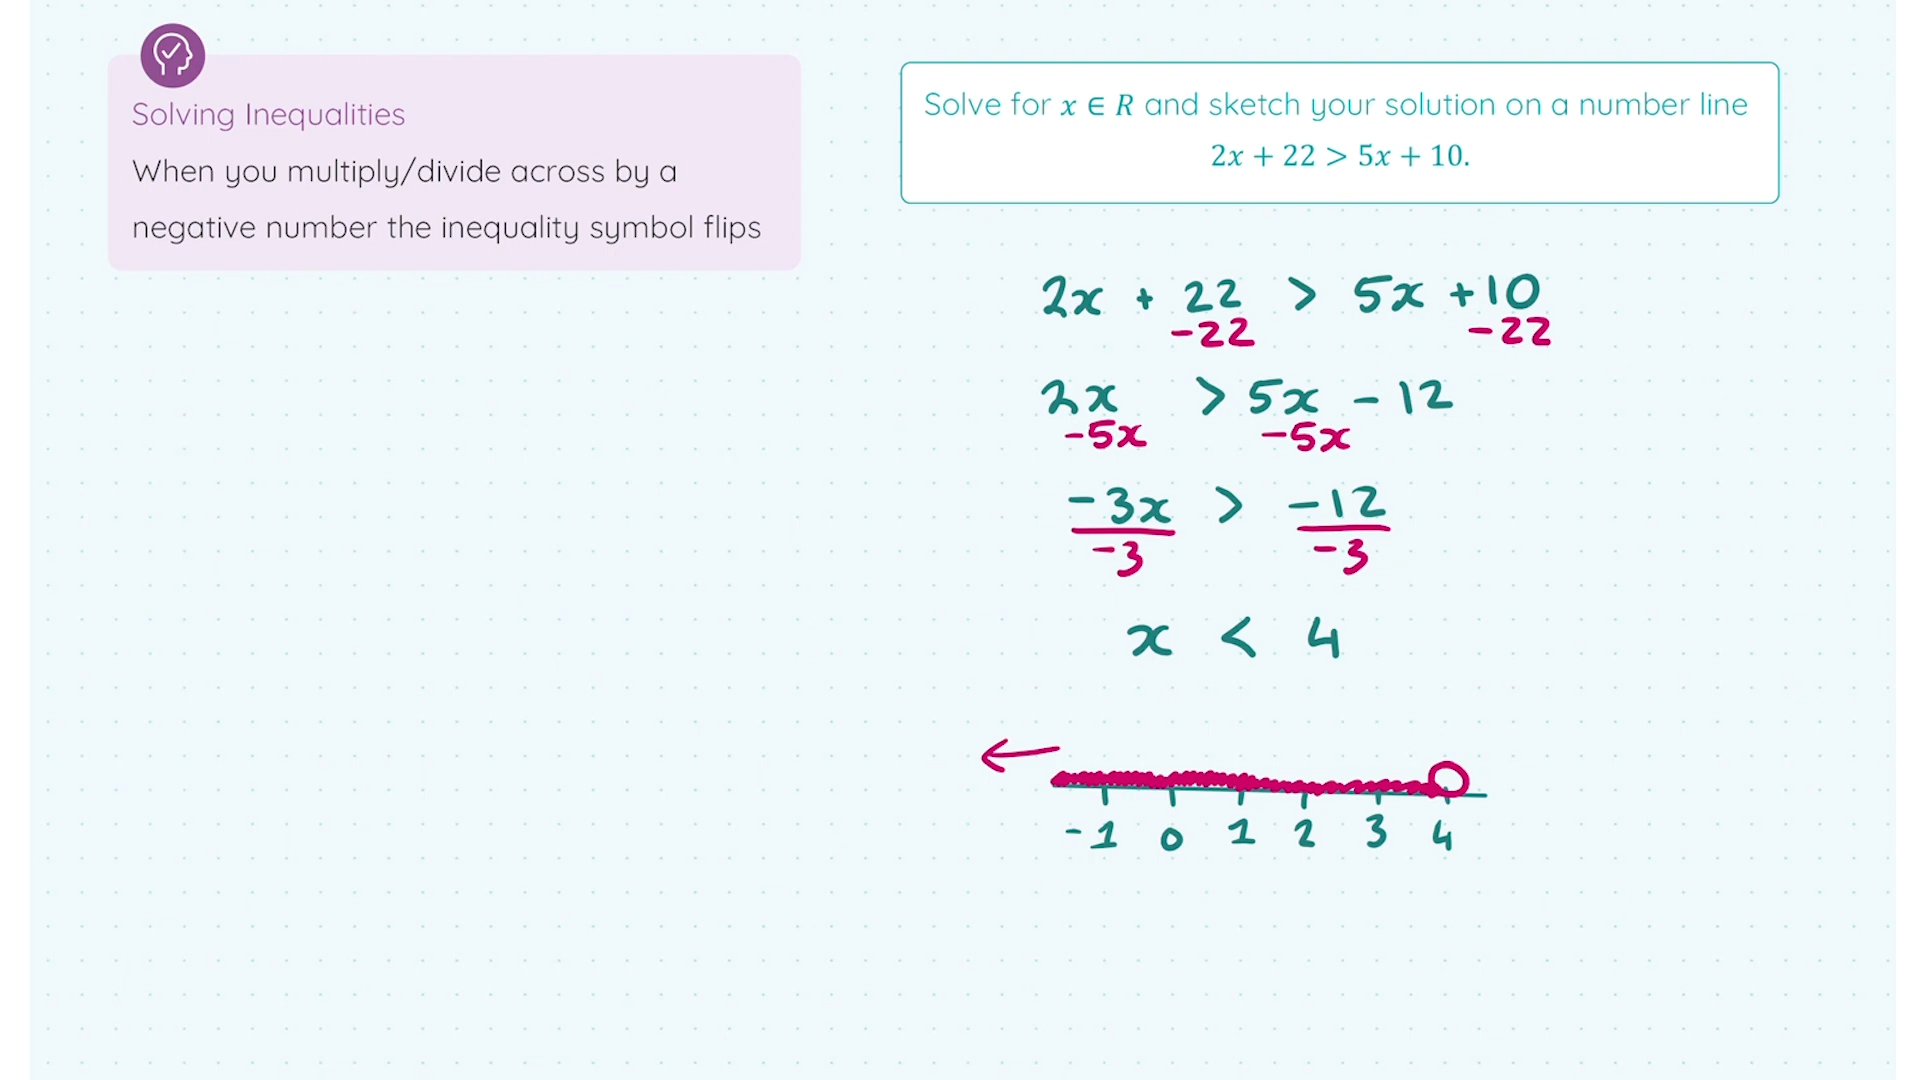 Solving Inequalities
When you multiply/divide across by a
negative number the inequality symbol flips
Solve for x ∈ R and sketch your solution on a number line
2x + 22 > 5x + 10.
2x + 22 > 5x + 10
-22 -22
2x > 5x - 12
-5x -5x
-3x > -12
-3 -3
x < 4
-1 0 1 2 3 4